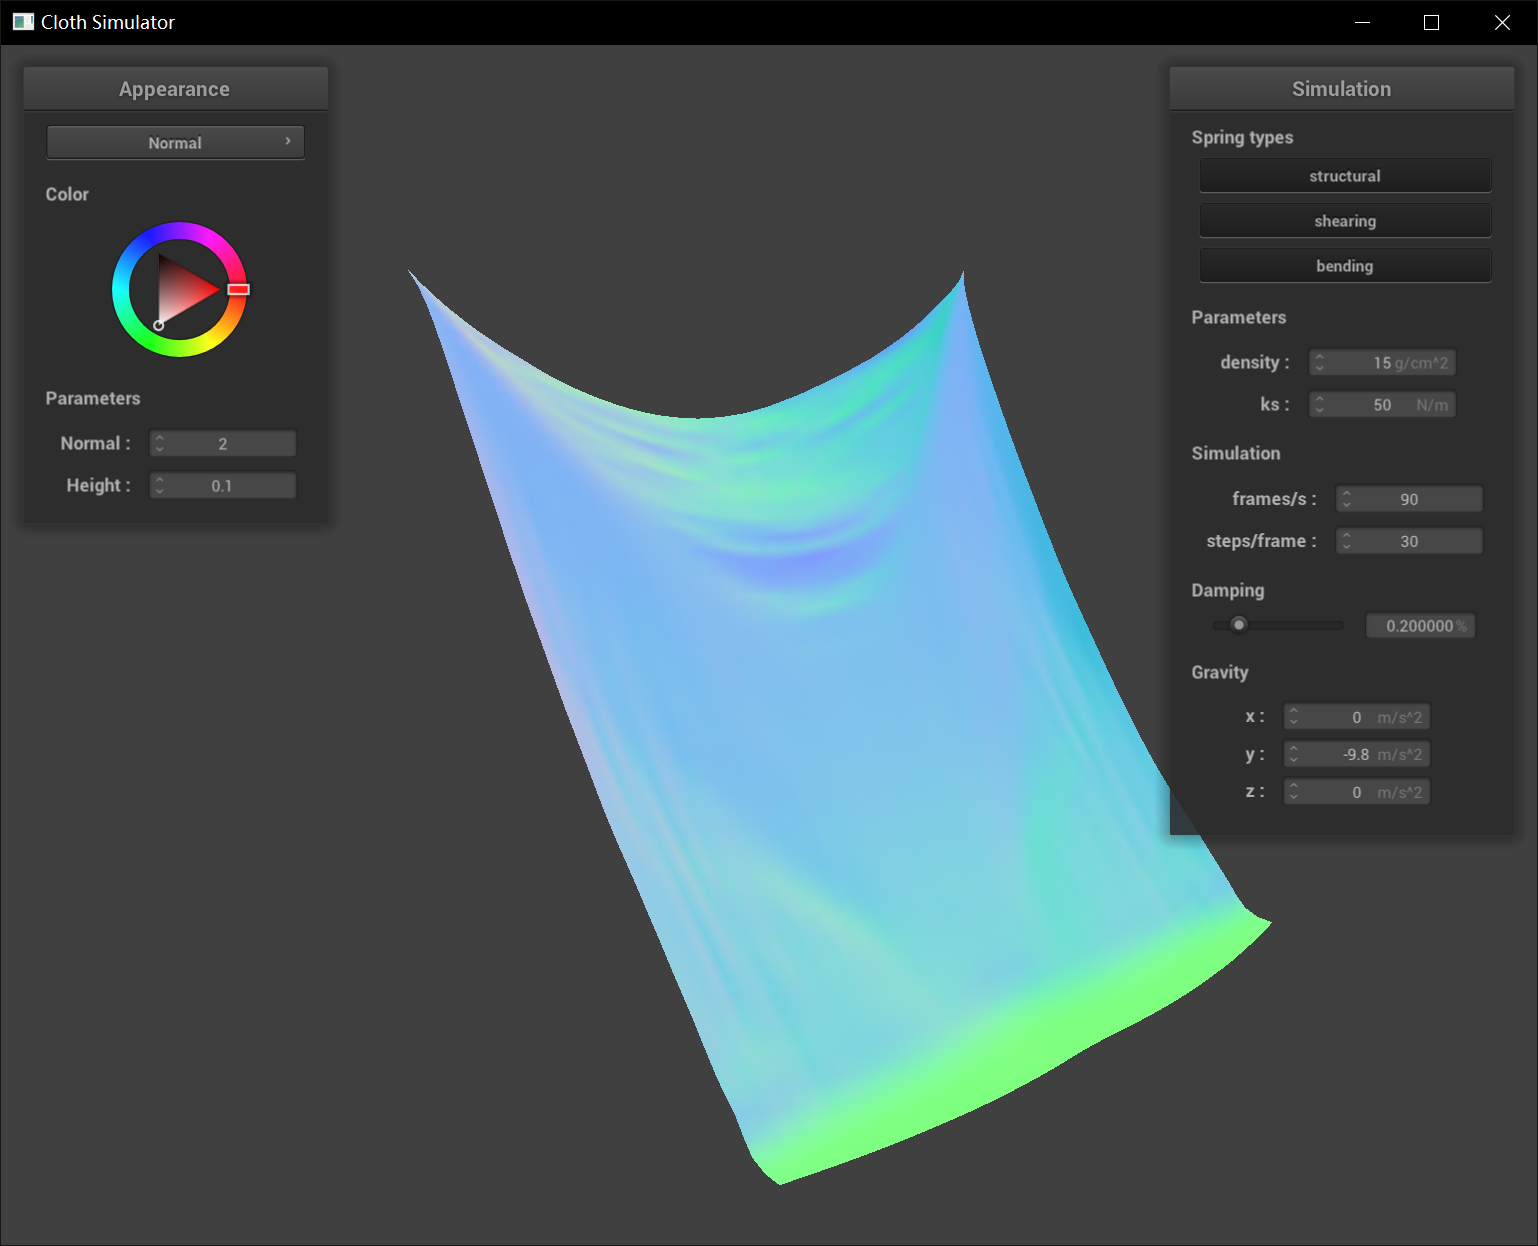 Cloth Simulator
Appearance
Normal
Color
Parameters
Normal : 2
Height : 0.1
Simulation
Spring types
structural
shearing
bending
Parameters
density : 15 g/cm^2
ks : 50 N/m
Simulation
frames/s : 90
steps/frame : 30
Damping
0.200000 %
Gravity
x : 0 m/s^2
y : -9.8 m/s^2
z : 0 m/s^2